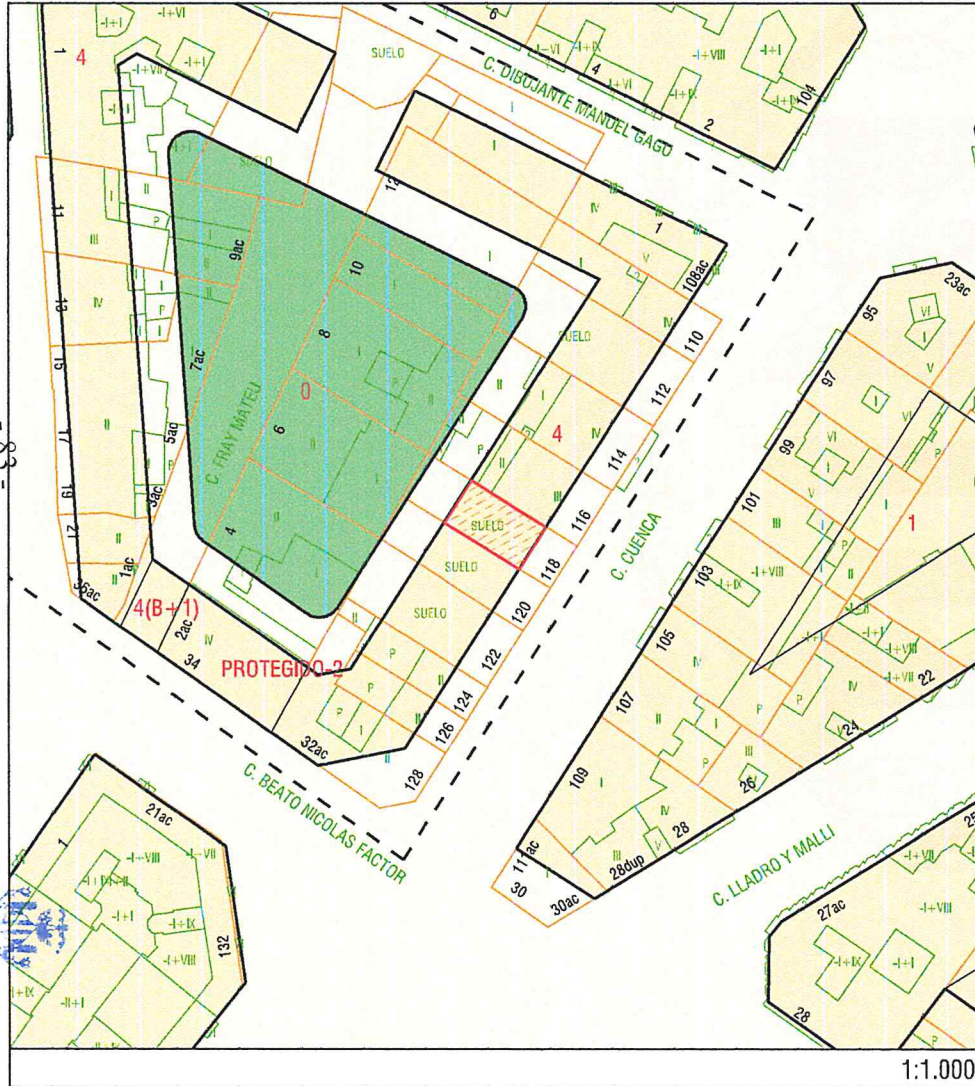 C. DIBUJANTE MANUEL GAGO
SUELO
-I+VI
-I+I
-I+VII
-I+I
6
-I+VI
-I+IX
4
-I+VI
-I+VIII
-I+I
-I+IX
2
104
1
4
SUELO
12
IV
1
V
108ac
11
III
II
P
I
9ac
10
I
110
23ac
95
VI
I
V
13
IV
8
SUELO
IV
112
97
15
7ac
0
C. FRAY MATEU
4
IV
114
99
VI
V
17
II
5ac
6
III
116
101
1
19
3ac
4
SUELO
118
C. CUENCA
III
-I+VIII
21
II
1ac
SUELO
120
103
-I+IX
36ac
4(B+1)
2ac
IV
SUELO
122
105
-I+I
-I+VIII
-I+VII
22
34
PROTEGIDO-2
124
107
IV
24
32ac
126
109
III
26
128
28
C. BEATO NICOLAS FACTOR
111ac
28dup
30
30ac
C. LLADRO Y MALLI
21ac
1
-I+VIII
-I+VII
-I+I
-I+IX
132
-I+VIII
-I+IX
-II+I
27ac
-I+VII
-I+VIII
-I+IX
-I+I
28
- 83 -
1:1.000